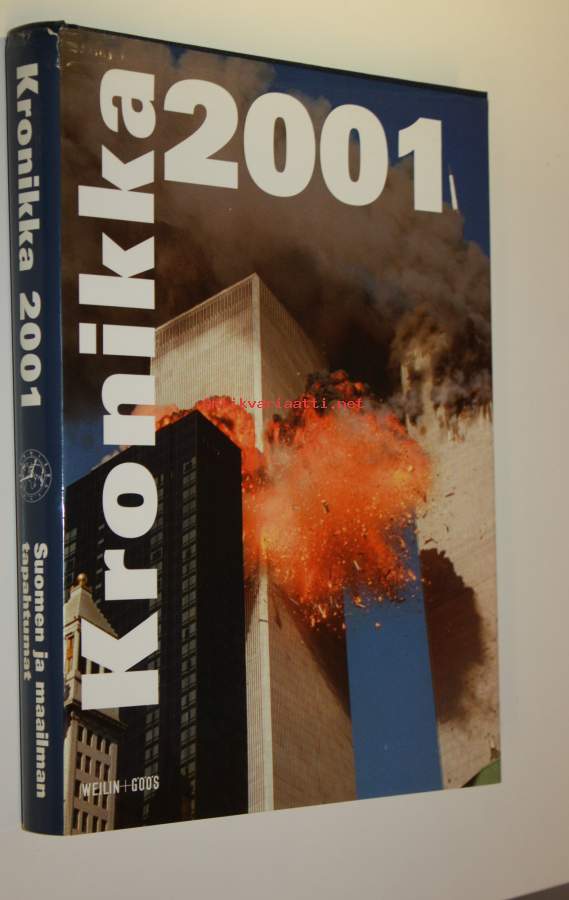 Kronikka
2001
Kronikka 2001
Suomen ja maailman
tapahtumat
WEILIN+GÖÖS
antikvariaatti.net